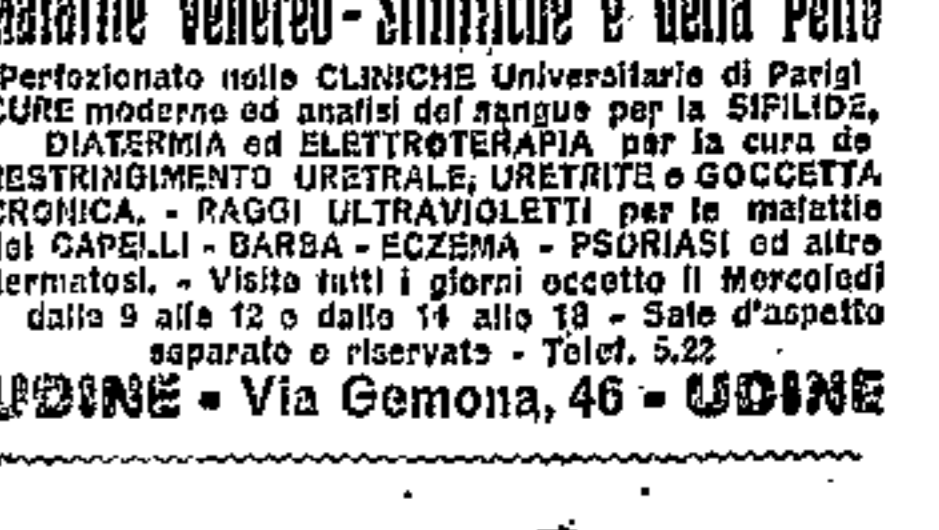 Malattie Venereo - Sifilitiche e della Pelle
Perfezionato nelle CLINICHE Universitarie di Parigi
CURE moderne ed analisi del sangue per la SIFILIDE,
DIATERMIA ed ELETTROTERAPIA per la cura de
RESTRINGIMENTO URETRALE, URETRITE e GOCCETTA
CRONICA. - RAGGI ULTRAVIOLETTI per le malattie
del CAPELLI - BARBA - ECZEMA - PSORIASI ed altre
dermatosi. - Visite tutti i giorni eccetto il Mercoledì
dalle 9 alle 12 e dalle 14 alle 18 - Sale d'aspetto
separate e riservate - Telef. 5.22
UDINE - Via Gemona, 46 - UDINE